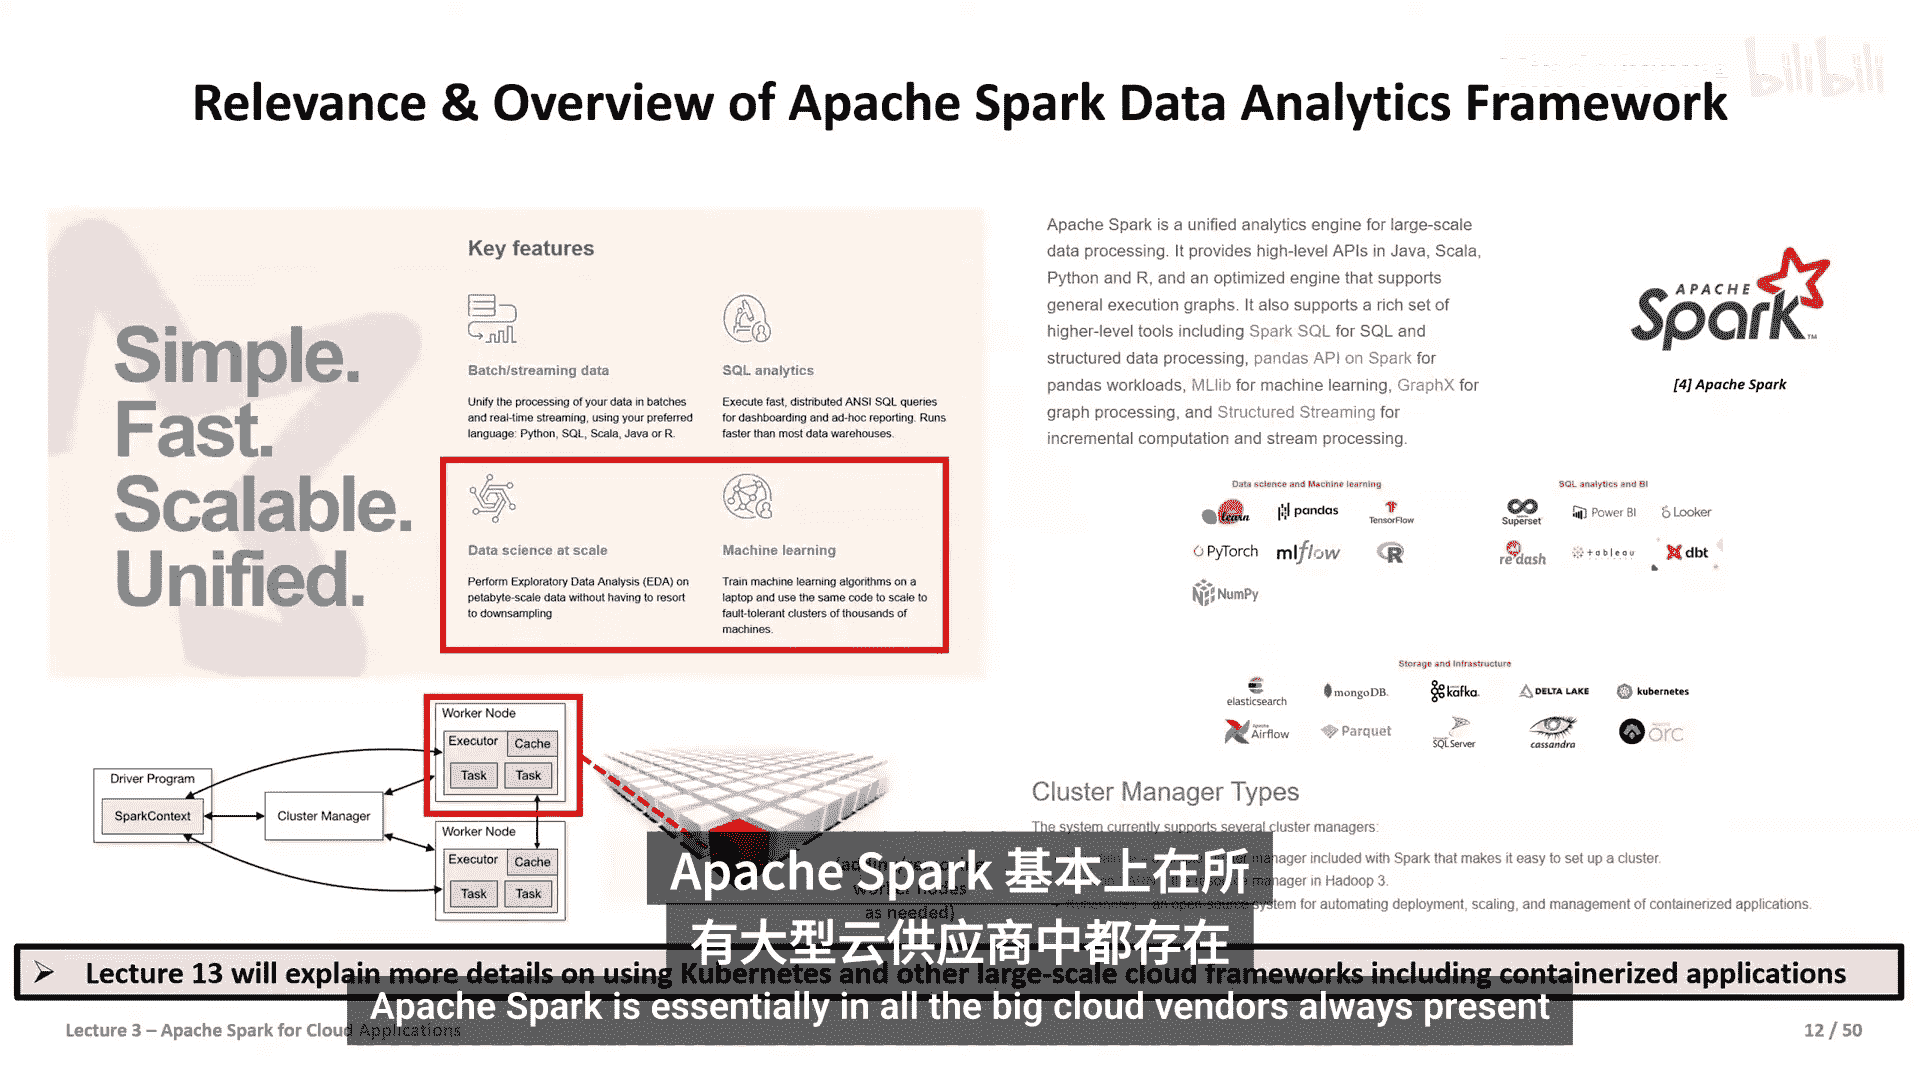 bilibili
Relevance & Overview of Apache Spark Data Analytics Framework
Simple.
Fast.
Scalable.
Unified.
Key features
Batch/streaming data
Unify the processing of your data in batches
and real-time streaming, using your preferred
language: Python, SQL, Scala, Java or R.
SQL analytics
Execute fast, distributed ANSI SQL queries
for dashboarding and ad-hoc reporting. Runs
faster than most data warehouses.
Data science at scale
Perform Exploratory Data Analysis (EDA) on
petabyte-scale data without having to resort
to downsampling
Machine learning
Train machine learning algorithms on a
laptop and use the same code to scale to
fault-tolerant clusters of thousands of
machines.
Apache Spark is a unified analytics engine for large-scale
data processing. It provides high-level APIs in Java, Scala,
Python and R, and an optimized engine that supports
general execution graphs. It also supports a rich set of
higher-level tools including Spark SQL for SQL and
structured data processing, pandas API on Spark for
pandas workloads, MLlib for machine learning, GraphX for
graph processing, and Structured Streaming for
incremental computation and stream processing.
APACHE
Spark™
[4] Apache Spark
Data science and Machine learning
learn pandas TensorFlow
PyTorch mlflow R
NumPy
SQL analytics and BI
Superset Power BI Looker
re:dash +tableau dbt
Storage and Infrastructure
elasticsearch mongoDB. kafka. DELTA LAKE kubernetes
Apache Airflow Parquet SQL Server cassandra ORC
Driver Program
SparkContext
Cluster Manager
Worker Node
Executor Cache
Task Task
Worker Node
Executor Cache
Task Task
worker nodes
as needed)
Cluster Manager Types
The system currently supports several cluster managers:
manager included with Spark that makes it easy to set up a cluster.
manager in Hadoop 3.
system for automating deployment, scaling, and management of containerized applications.
Apache Spark 基本上在所
有大型云供应商中都存在
Lecture 13 will explain more details on using Kubernetes and other large-scale cloud frameworks including containerized applications
Apache Spark is essentially in all the big cloud vendors always present
Lecture 3 – Apache Spark for Cloud Applications
12 / 50